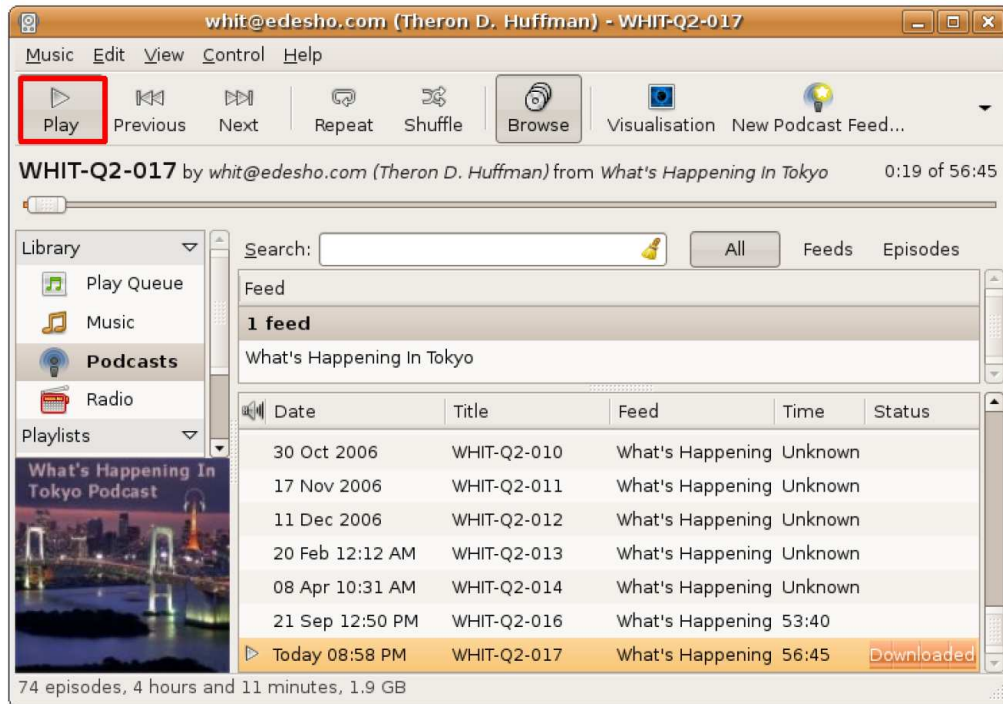 whit@edesho.com (Theron D. Huffman) - WHIT-Q2-017
Music Edit View Control Help
Play Previous Next Repeat Shuffle Browse Visualisation New Podcast Feed...
WHIT-Q2-017 by whit@edesho.com (Theron D. Huffman) from What's Happening In Tokyo 0:19 of 56:45
Library
Play Queue
Music
Podcasts
Radio
Playlists
What's Happening In
Tokyo Podcast
Search: All Feeds Episodes
Feed
1 feed
What's Happening In Tokyo
Date Title Feed Time Status
30 Oct 2006 WHIT-Q2-010 What's Happening Unknown
17 Nov 2006 WHIT-Q2-011 What's Happening Unknown
11 Dec 2006 WHIT-Q2-012 What's Happening Unknown
20 Feb 12:12 AM WHIT-Q2-013 What's Happening Unknown
08 Apr 10:31 AM WHIT-Q2-014 What's Happening Unknown
21 Sep 12:50 PM WHIT-Q2-016 What's Happening 53:40
Today 08:58 PM WHIT-Q2-017 What's Happening 56:45 Downloaded
74 episodes, 4 hours and 11 minutes, 1.9 GB